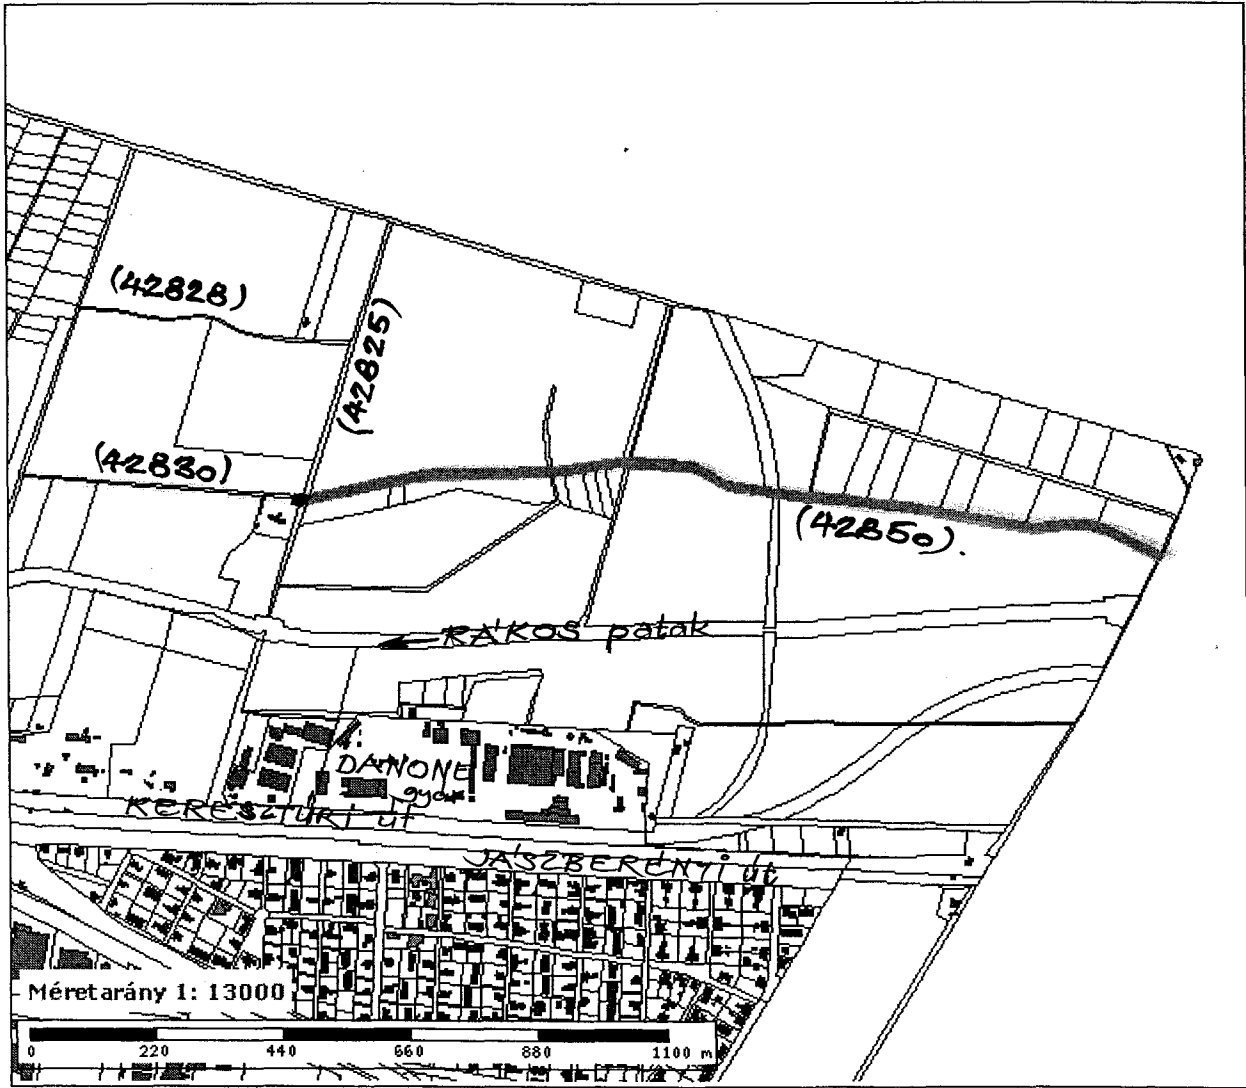 (42828)
(42825)
(42830)
(42850).
RÁKOS patak
DANONE
gyár
KERESZTÚRI út
JÁSZBERÉNYI út
Méretarány 1: 13000
0 220 440 660 880 1100 m